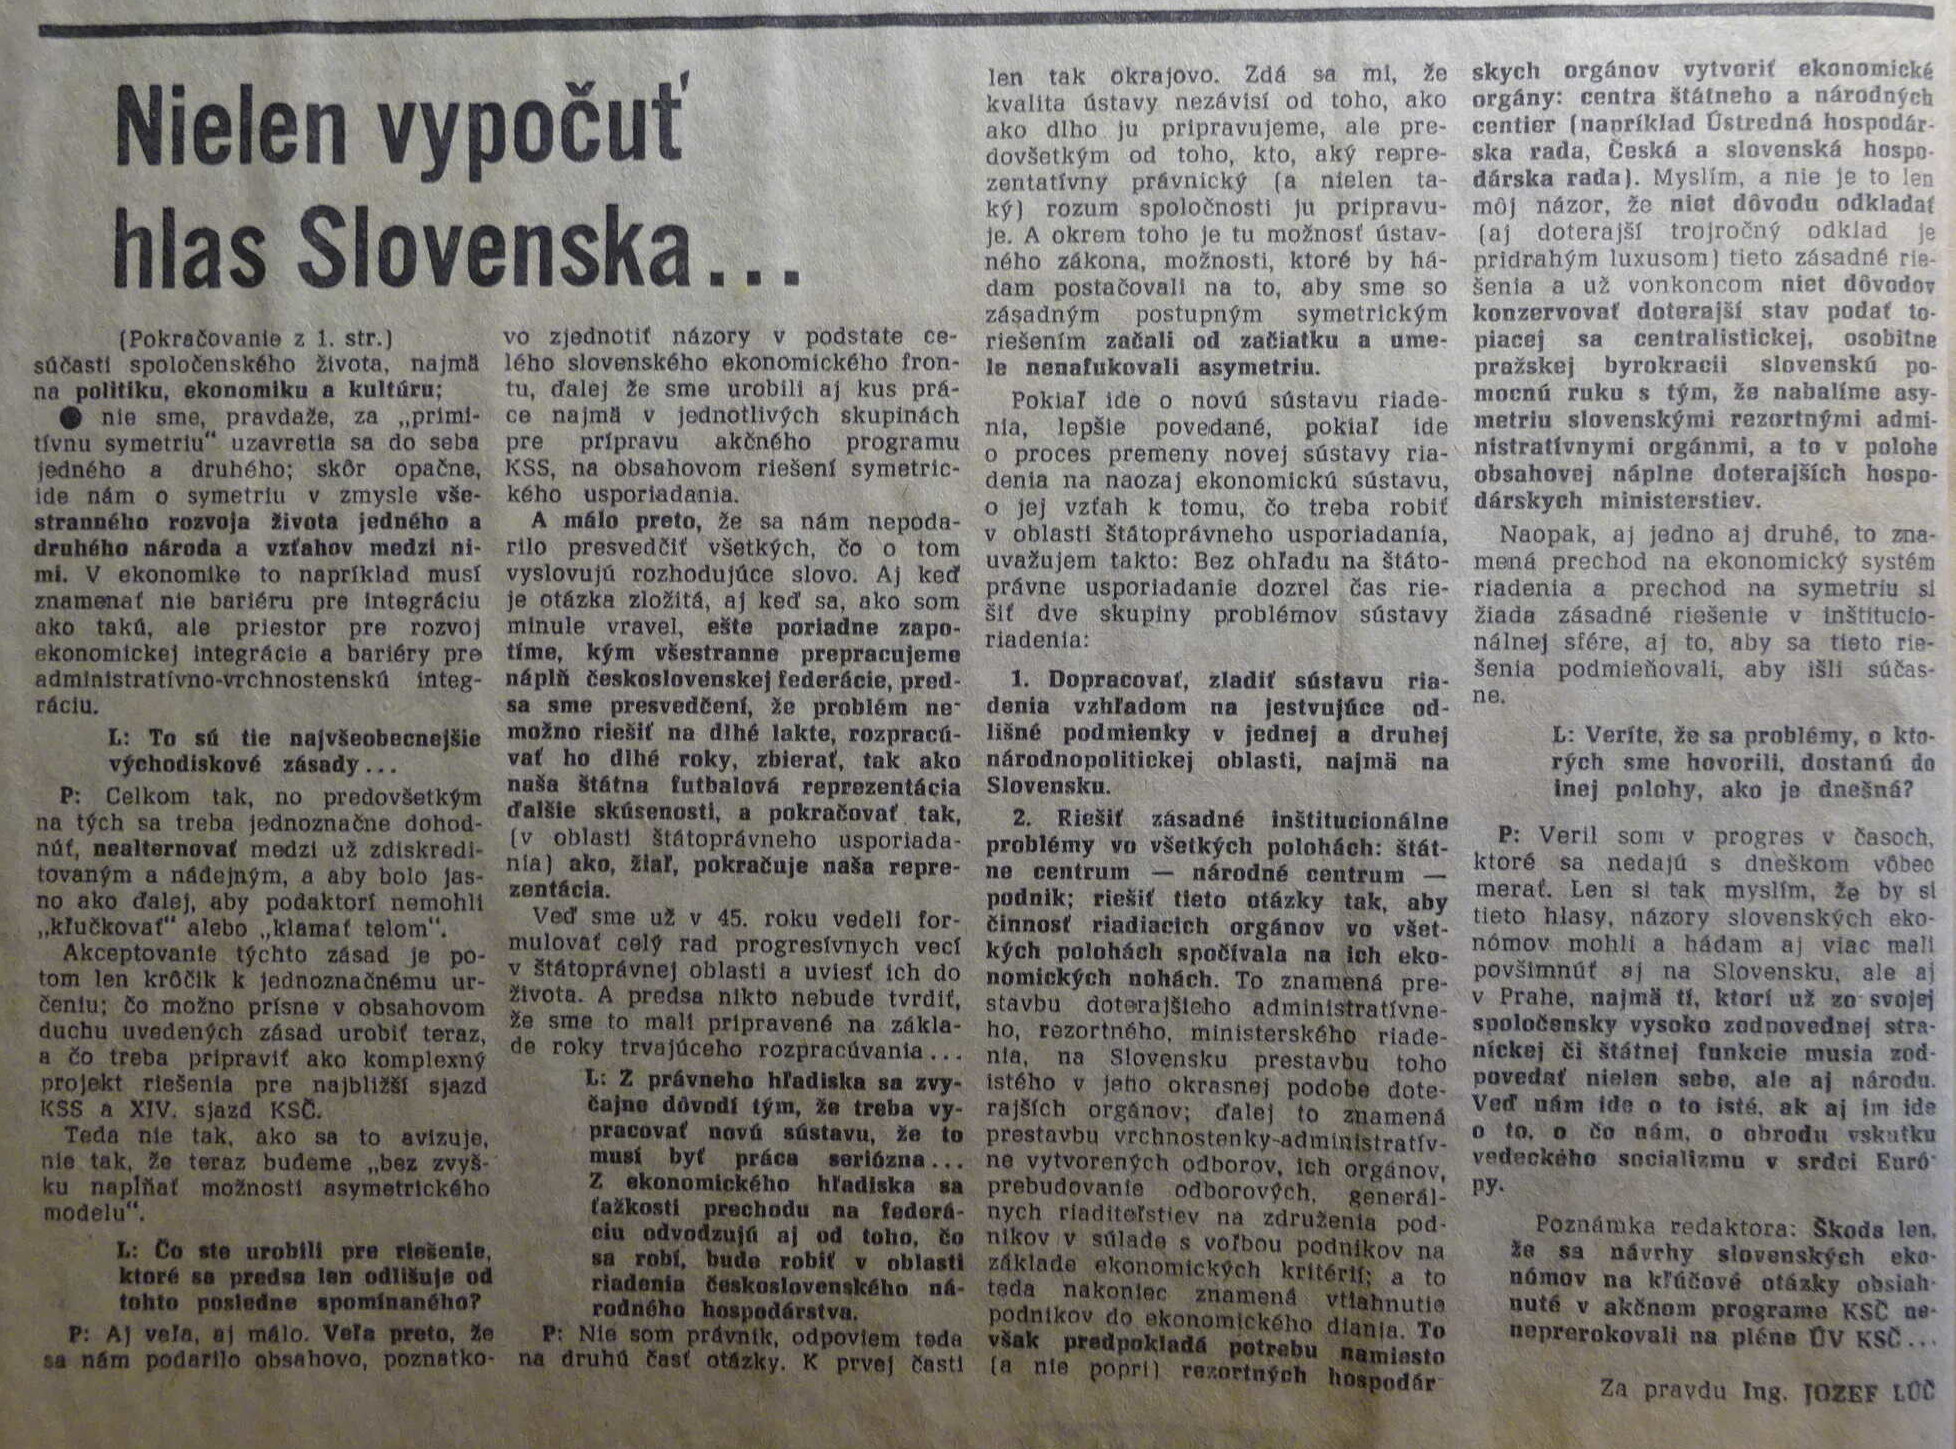 Nielen vypočuť
hlas Slovenska...
(Pokračovanie z 1. str.)
súčasti spoločenského života, najmä
na politiku, ekonomiku a kultúru;
● nie sme, pravdaže, za „primi-
tívnu symetriu“ uzavretia sa do seba
jedného a druhého; skôr opačne,
ide nám o symetriu v zmysle vše-
stranného rozvoja života jedného a
druhého národa a vzťahov medzi ni-
mi. V ekonomike to napríklad musí
znamenať nie bariéru pre integráciu
ako takú, ale priestor pre rozvoj
ekonomickej integrácie a bariéry pre
administratívno-vrchnostenskú integ-
ráciu.
L: To sú tie najvšeobecnejšie
východiskové zásady...
P: Celkom tak, no predovšetkým
na tých sa treba jednoznačne dohod-
núť, nealternovať medzi už zdiskredi-
tovaným a nádejným, a aby bolo jas-
no ako ďalej, aby podaktorí nemohli
„kľučkovať“ alebo „klamať telom“.
Akceptovanie týchto zásad je po-
tom len krôčik k jednoznačnému ur-
čeniu; čo možno prísne v obsahovom
duchu uvedených zásad urobiť teraz,
a čo treba pripraviť ako komplexný
projekt riešenia pre najbližší sjazd
KSS a XIV. sjazd KSČ.
Teda nie tak, ako sa to avizuje,
nie tak, že teraz budeme „bez zvyš-
ku napĺňať možnosti asymetrického
modelu“.
L: Čo ste urobili pre riešenie,
ktoré sa predsa len odlišuje od
tohto posledne spomínaného?
P: Aj veľa, aj málo. Veľa preto, že
sa nám podarilo obsahovo, poznatko-
vo zjednotiť názory v podstate ce-
lého slovenského ekonomického fron-
tu, ďalej že sme urobili aj kus prá-
ce najmä v jednotlivých skupinách
pre prípravu akčného programu
KSS, na obsahovom riešení symetric-
kého usporiadania.
A málo preto, že sa nám nepoda-
rilo presvedčiť všetkých, čo o tom
vyslovujú rozhodujúce slovo. Aj keď
je otázka zložitá, aj keď sa, ako som
minule vravel, ešte poriadne zapo-
tíme, kým všestranne prepracujeme
náplň československej federácie, pred-
sa sme presvedčení, že problém ne-
možno riešiť na dlhé lakte, rozpracú-
vať ho dlhé roky, zbierať, tak ako
naša štátna futbalová reprezentácia
ďalšie skúsenosti, a pokračovať tak,
(v oblasti štátoprávneho usporiada-
nia) ako, žiaľ, pokračuje naša repre-
zentácia.
Veď sme už v 45. roku vedeli for-
mulovať celý rad progresívnych vecí
v štátoprávnej oblasti a uviesť ich do
života. A predsa nikto nebude tvrdiť,
že sme to mali pripravené na zákla-
de roky trvajúceho rozpracúvania...
L: Z právneho hľadiska sa zvy-
čajne dôvodí tým, že treba vy-
pracovať novú sústavu, že to
musí byť práca seriózna...
Z ekonomického hľadiska sa
ťažkosti prechodu na federá-
ciu odvodzujú aj od toho, čo
sa robí, bude robiť v oblasti
riadenia československého ná-
rodného hospodárstva.
P: Nie som právnik, odpoviem teda
na druhú časť otázky. K prvej časti
len tak okrajovo. Zdá sa mi, že
kvalita ústavy nezávisí od toho, ako
ako dlho ju pripravujeme, ale pre-
dovšetkým od toho, kto, aký repre-
zentatívny právnický (a nielen ta-
ký) rozum spoločnosti ju pripravu-
je. A okrem toho je tu možnosť ústav-
ného zákona, možnosti, ktoré by há-
dam postačovali na to, aby sme so
zásadným postupným symetrickým
riešením začali od začiatku a ume-
le nenafukovali asymetriu.
Pokiaľ ide o novú sústavu riade-
nia, lepšie povedané, pokiaľ ide
o proces premeny novej sústavy ria-
denia na naozaj ekonomickú sústavu,
o jej vzťah k tomu, čo treba robiť
v oblasti štátoprávneho usporiadania,
uvažujem takto: Bez ohľadu na štáto-
právne usporiadanie dozrel čas rie-
šiť dve skupiny problémov sústavy
riadenia:
1. Dopracovať, zladiť sústavu ria-
denia vzhľadom na jestvujúce od-
lišné podmienky v jednej a druhej
národnopolitickej oblasti, najmä na
Slovensku.
2. Riešiť zásadné inštitucionálne
problémy vo všetkých polohách: štát-
ne centrum — národné centrum —
podnik; riešiť tieto otázky tak, aby
činnosť riadiacich orgánov vo všet-
kých polohách spočívala na ich eko-
nomických nohách. To znamená pre-
stavbu doterajšieho administratívne-
ho, rezortného, ministerského riade-
nia, na Slovensku prestavbu toho
istého v jeho okrasnej podobe dote-
rajších orgánov; ďalej to znamená
prestavbu vrchnostenky-administratív-
ne vytvorených odborov, ich orgánov,
prebudovanie odborových, generál-
nych riaditeľstiev na združenia pod-
nikov v súlade s voľbou podnikov na
základe ekonomických kritérií; a to
teda nakoniec znamená vtiahnutie
podnikov do ekonomického diania. To
však predpokladá potrebu namiesto
(a nie popri) rezortných hospodár-
skych orgánov vytvoriť ekonomické
orgány: centra štátneho a národných
centier (napríklad Ústredná hospodár-
ska rada, Česká a slovenská hospo-
dárska rada). Myslím, a nie je to len
môj názor, že niet dôvodu odkladať
(aj doterajší trojročný odklad je
pridrahým luxusom) tieto zásadné rie-
šenia a už vonkoncom niet dôvodov
konzervovať doterajší stav podať to-
piacej sa centralistickej, osobitne
pražskej byrokracii slovenskú po-
mocnú ruku s tým, že nabalíme asy-
metriu slovenskými rezortnými admi-
nistratívnymi orgánmi, a to v polohe
obsahovej náplne doterajších hospo-
dárskych ministerstiev.
Naopak, aj jedno aj druhé, to zna-
mená prechod na ekonomický systém
riadenia a prechod na symetriu si
žiada zásadné riešenie v inštitucio-
nálnej sfére, aj to, aby sa tieto rie-
šenia podmieňovali, aby išli súčas-
ne.
L: Veríte, že sa problémy, o kto-
rých sme hovorili, dostanú do
inej polohy, ako je dnešná?
P: Veril som v progres v časoch,
ktoré sa nedajú s dneškom vôbec
merať. Len si tak myslím, že by si
tieto hlasy, názory slovenských eko-
nómov mohli a hádam aj viac mali
povšimnúť aj na Slovensku, ale aj
v Prahe, najmä tí, ktorí už zo svojej
spoločensky vysoko zodpovednej stra-
níckej či štátnej funkcie musia zod-
povedať nielen sebe, ale aj národu.
Veď nám ide o to isté, ak aj im ide
o to, o čo nám, o obrodu vskutku
vedeckého socializmu v srdci Euró-
py.
Poznámka redaktora: Škoda len,
že sa návrhy slovenských eko-
nómov na kľúčové otázky obsiah-
nuté v akčnom programe KSČ ne-
neprerokovali na pléne ÚV KSČ...
Za pravdu Ing. JOZEF LÚČ